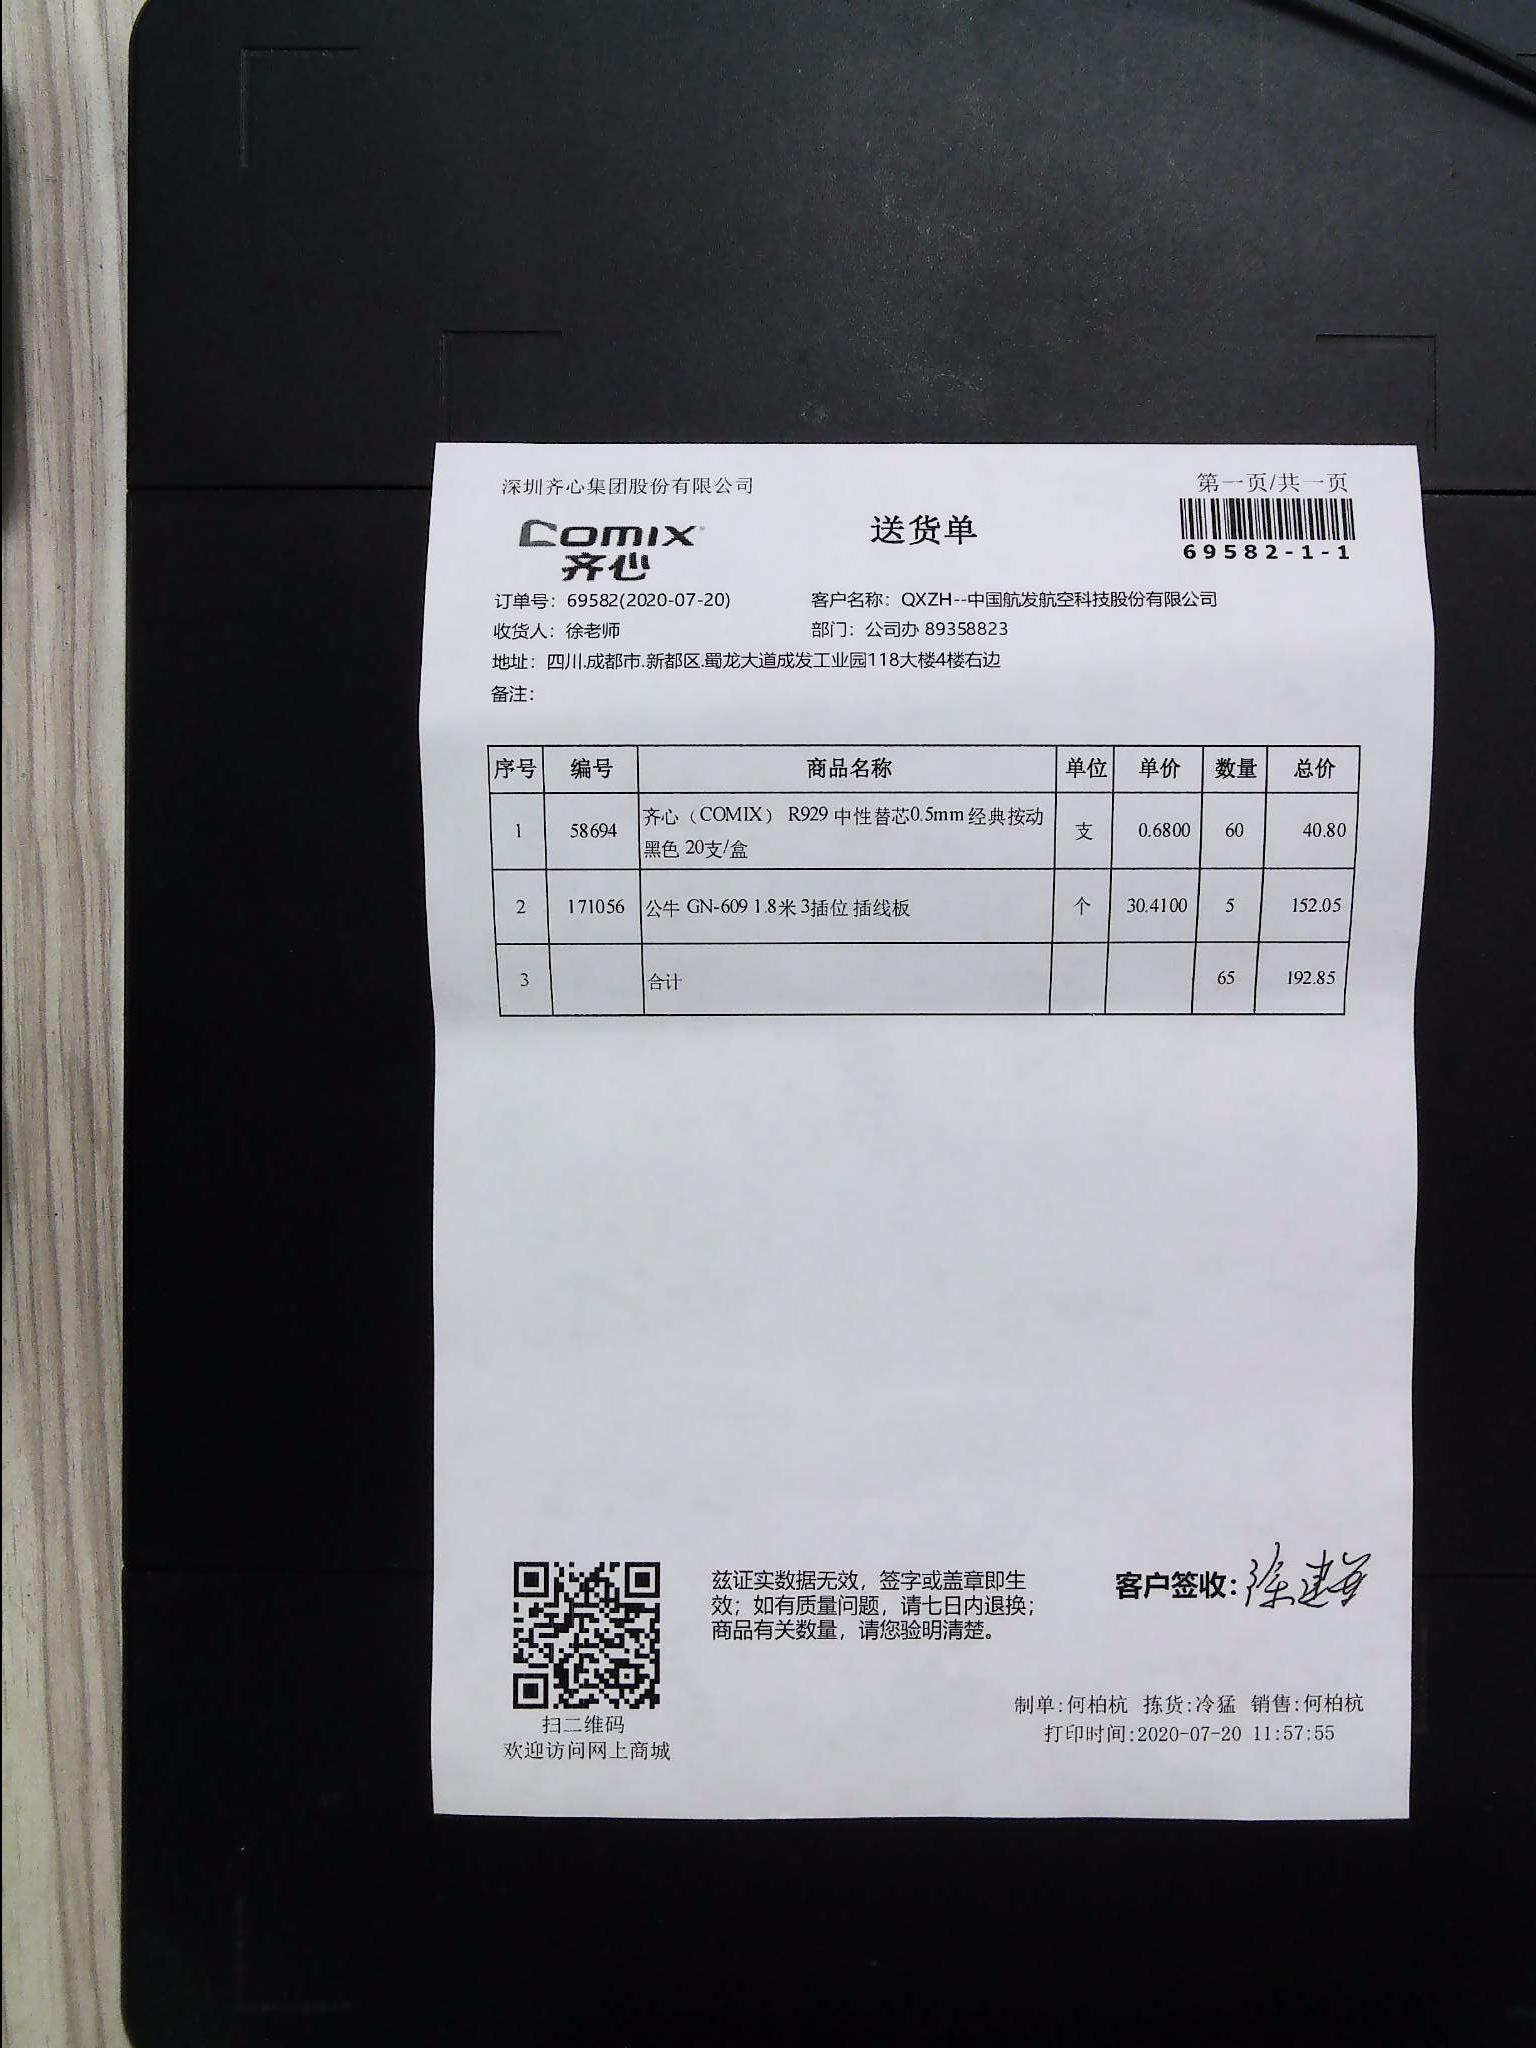 深圳齐心集团股份有限公司
第一页/共一页
COMIX
齐心
送货单
69582-1-1
订单号：69582(2020-07-20) 客户名称：QXZH--中国航发航空科技股份有限公司
收货人：徐老师 部门：公司办 89358823
地址：四川.成都市.新都区.蜀龙大道成发工业园118大楼4楼右边
备注：
序号 编号 商品名称 单位 单价 数量 总价
1 58694 齐心（COMIX） R929 中性替芯0.5mm 经典按动 支 0.6800 60 40.80
黑色 20支/盒
2 171056 公牛 GN-609 1.8米 3插位 插线板 个 30.4100 5 152.05
3 合计 65 192.85
兹证实数据无效，签字或盖章即生
效；如有质量问题，请七日内退换；
商品有关数量，请您验明清楚。
客户签收：
扫二维码
欢迎访问网上商城
制单:何柏杭 拣货:冷猛 销售:何柏杭
打印时间:2020-07-20 11:57:55